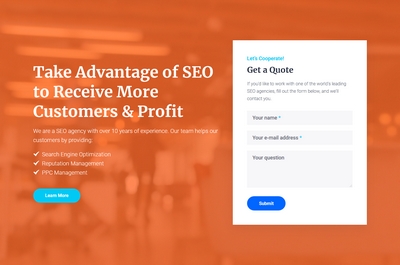 Take Advantage of SEO
to Receive More
Customers & Profit
We are a SEO agency with over 10 years of experience. Our team helps our
customers by providing:
Search Engine Optimization
Reputation Management
PPC Management
Learn More
Let's Cooperate!
Get a Quote
If you'd like to work with one of the world's leading
SEO agencies, fill out the form below, and we'll
contact you.
Your name *
Your e-mail address *
Your question
Submit